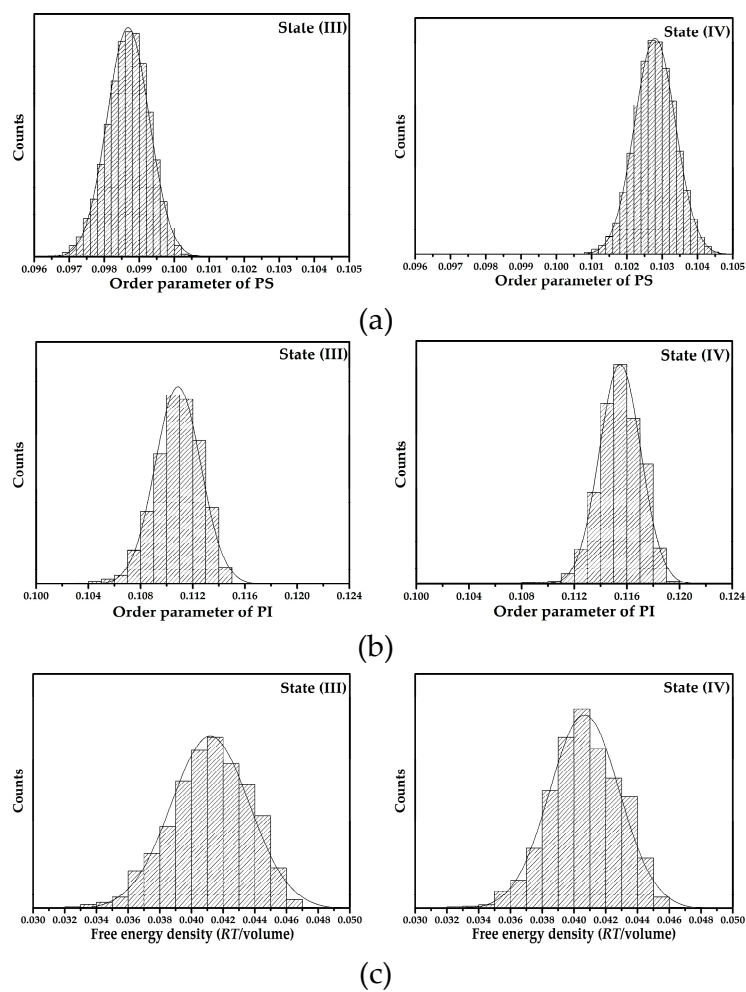 State (III)
Counts
0.096 0.097 0.098 0.099 0.100 0.101 0.102 0.103 0.104 0.105
Order parameter of PS
State (IV)
Counts
0.096 0.097 0.098 0.099 0.100 0.101 0.102 0.103 0.104 0.105
Order parameter of PS
(a)
State (III)
Counts
0.100 0.104 0.108 0.112 0.116 0.120 0.124
Order parameter of PI
State (IV)
Counts
0.100 0.104 0.108 0.112 0.116 0.120 0.124
Order parameter of PI
(b)
State (III)
Counts
0.030 0.032 0.034 0.036 0.038 0.040 0.042 0.044 0.046 0.048 0.050
Free energy density (RT/volume)
State (IV)
Counts
0.030 0.032 0.034 0.036 0.038 0.040 0.042 0.044 0.046 0.048 0.050
Free energy density (RT/volume)
(c)